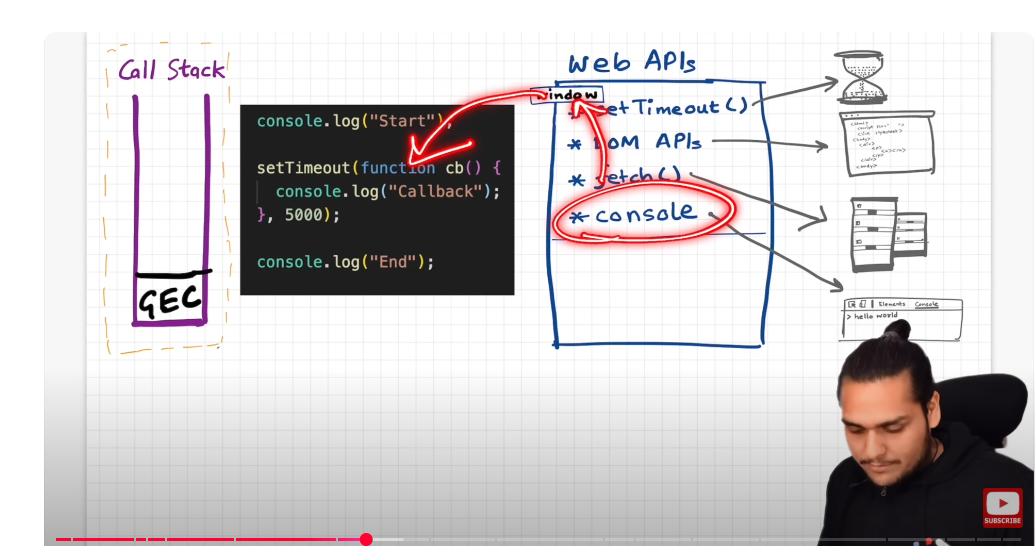 Call Stack
GEC
console.log("Start");
setTimeout(function cb() {
console.log("Callback");
}, 5000);
console.log("End");
Web APIs
window
* setTimeout()
* DOM APIs
* fetch()
* console
Elements Console
> hello world
SUBSCRIBE